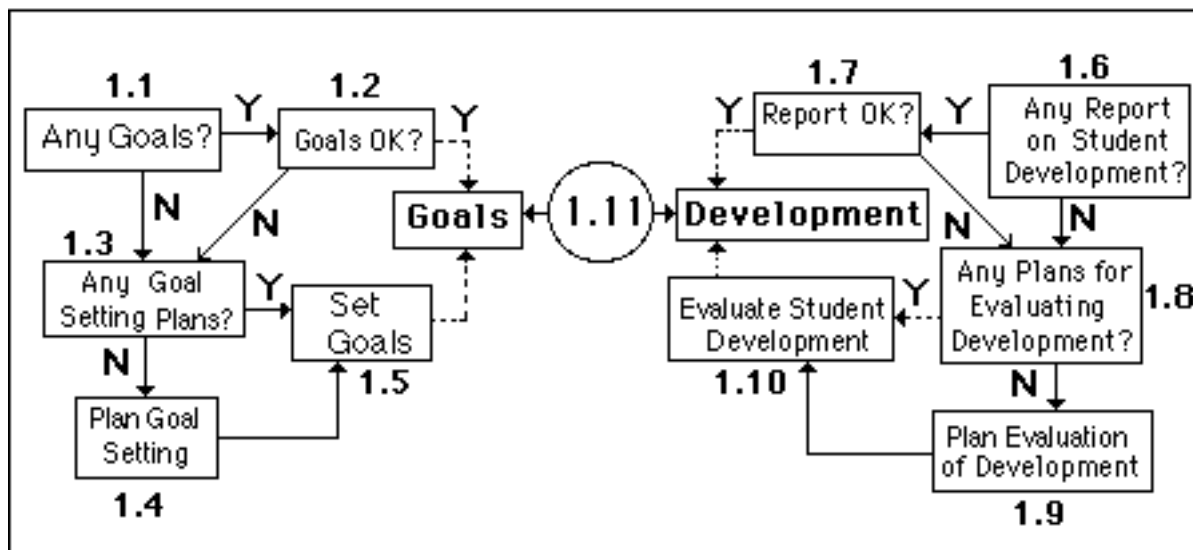 1.1
Any Goals?
Y
1.2
Goals OK?
Y
N
N
1.3
Any Goal
Setting Plans?
Y
Set
Goals
1.5
N
Plan Goal
Setting
1.4
Goals
1.11
Development
1.7
Report OK?
Y
Y
1.6
Any Report
on Student
Development?
N
N
Any Plans for
Evaluating
Development?
1.8
Y
Evaluate Student
Development
1.10
N
Plan Evaluation
of Development
1.9